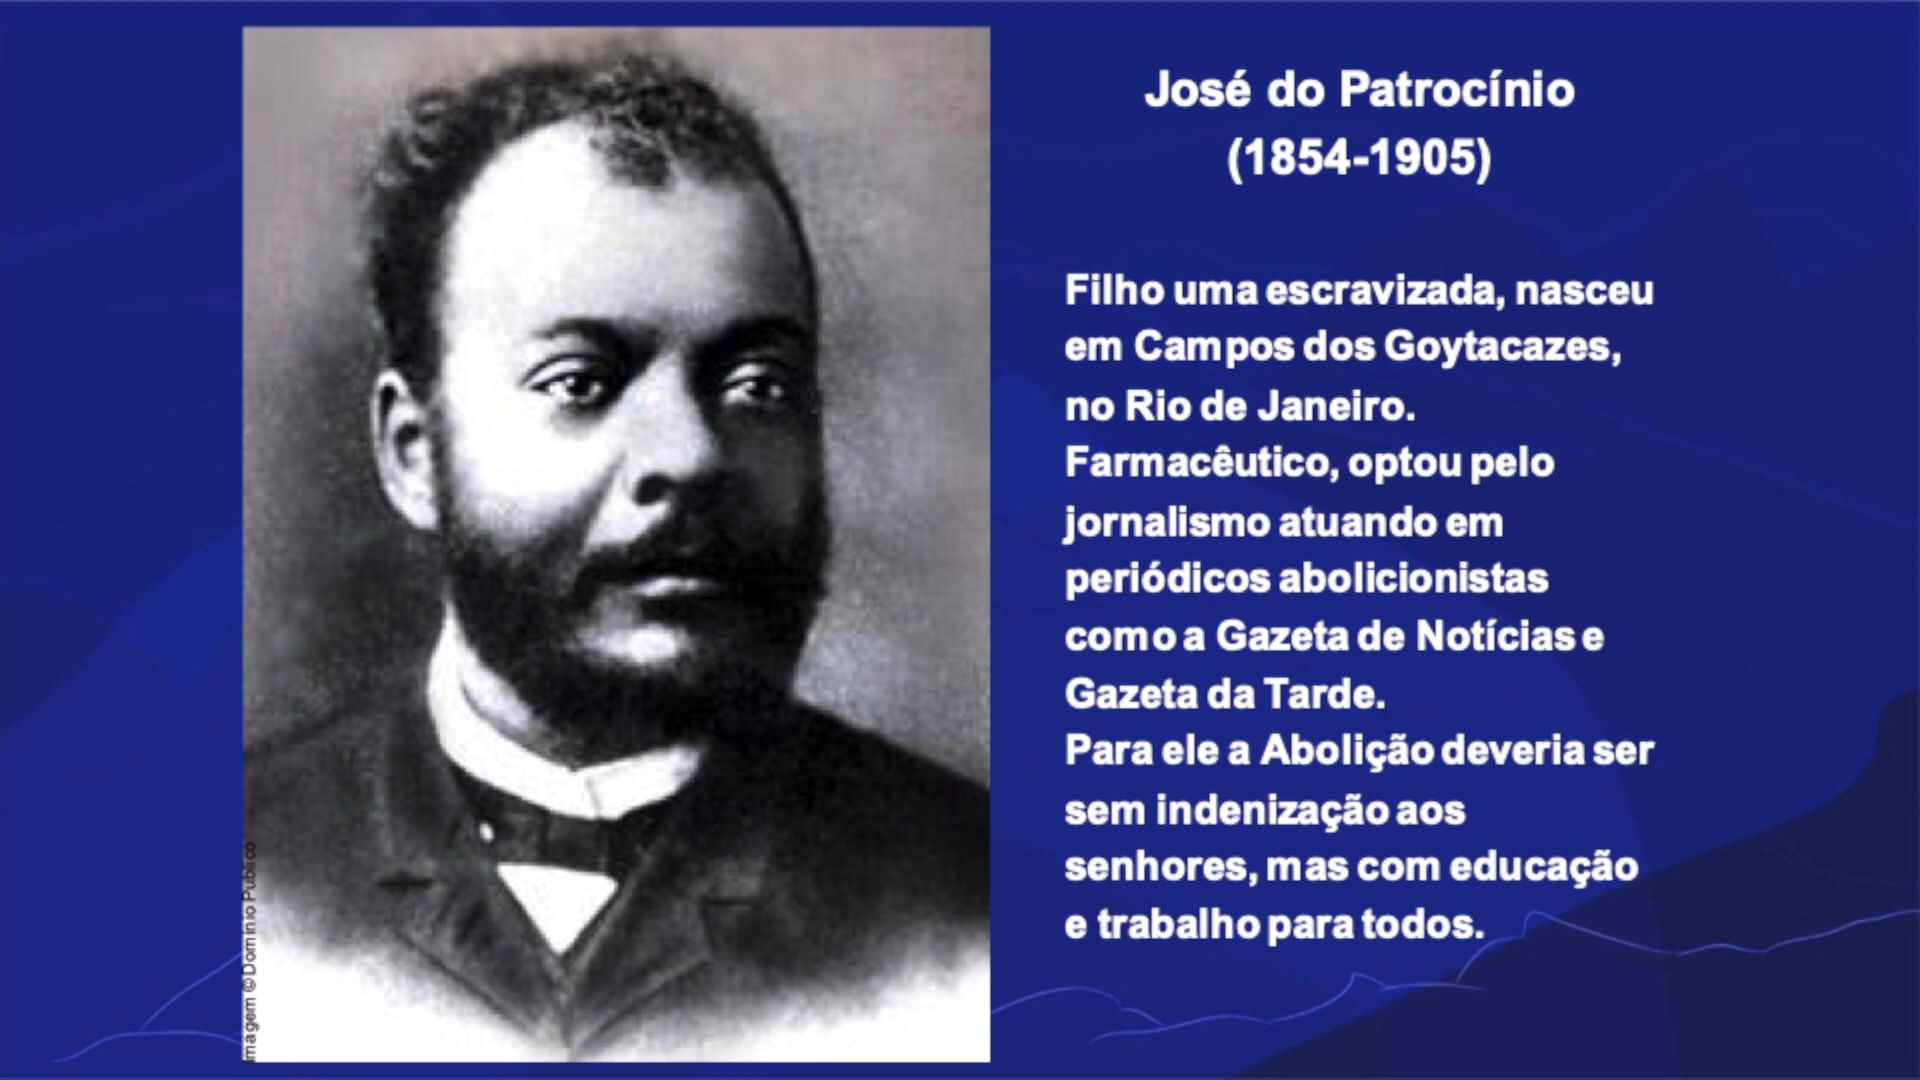 José do Patrocínio
(1854-1905)
Filho uma escravizada, nasceu
em Campos dos Goytacazes,
no Rio de Janeiro.
Farmacêutico, optou pelo
jornalismo atuando em
periódicos abolicionistas
como a Gazeta de Notícias e
Gazeta da Tarde.
Para ele a Abolição deveria ser
sem indenização aos
senhores, mas com educação
e trabalho para todos.
Imagem © Domínio Público